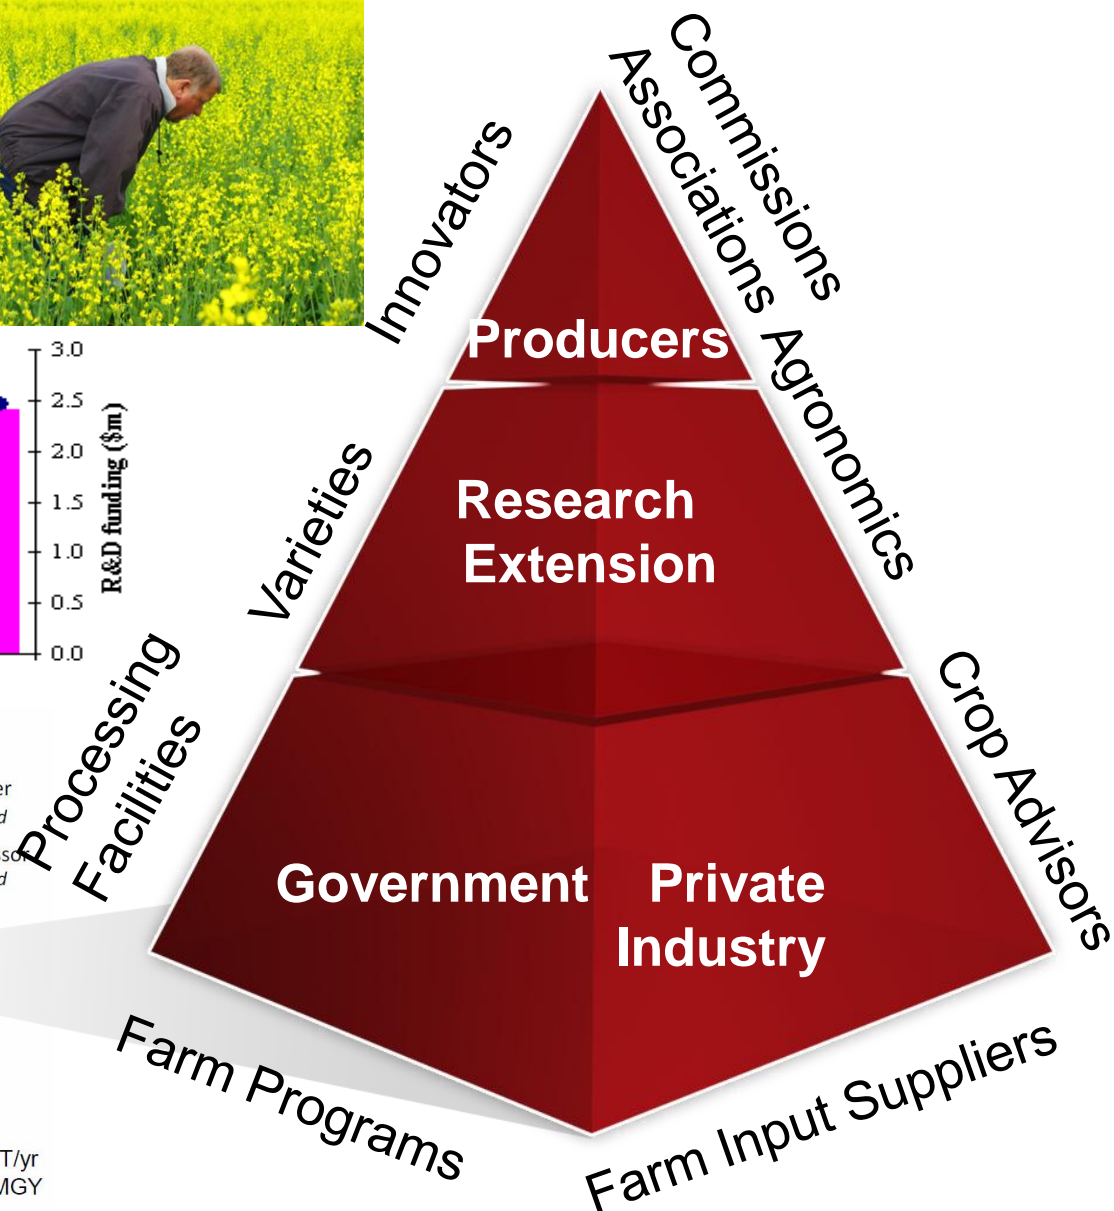 Commissions
Associations
Innovators
Producers
Agronomics
3.0
2.5
2.0
1.5
1.0
0.5
0.0
R&D funding ($m)
Varieties
Research
Extension
Processing
Facilities
Crop Advisors
Government
Private
Industry
Farm Programs
Farm Input Suppliers
T/yr
MGY